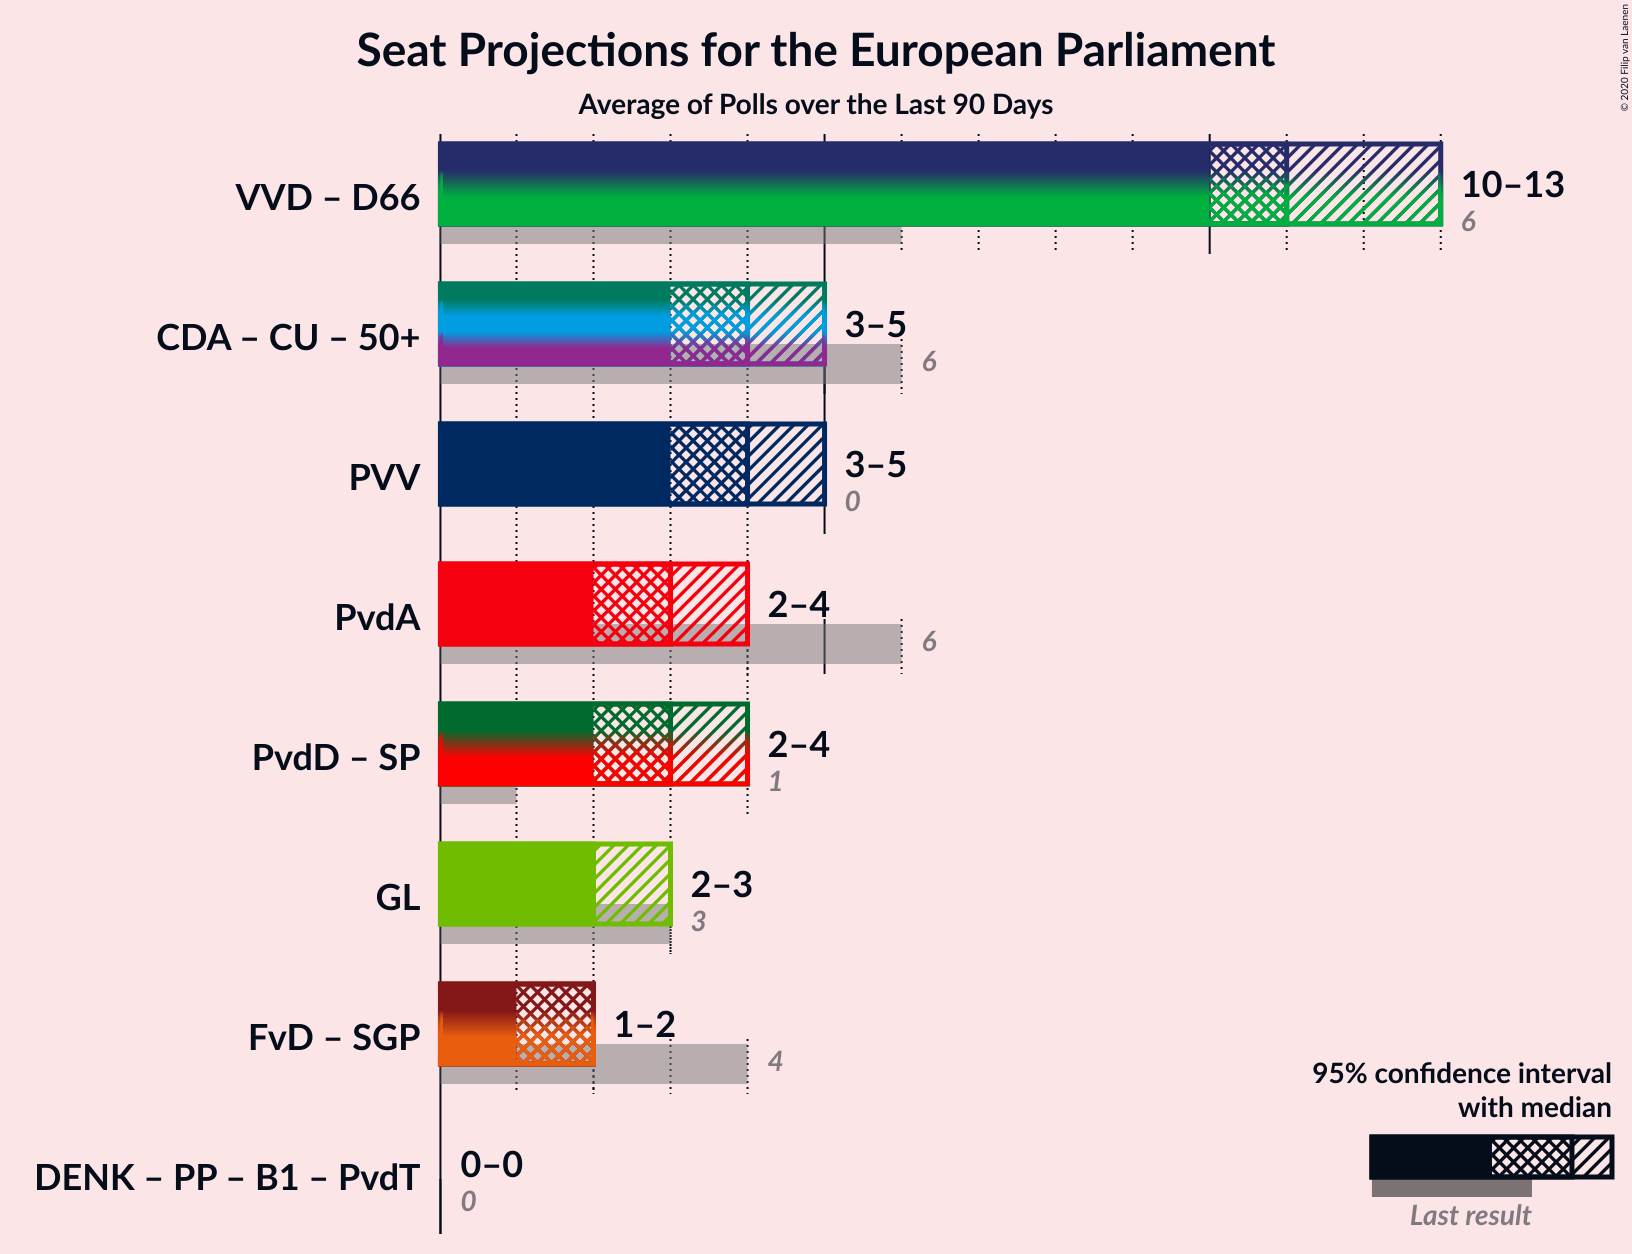 Seat Projections for the European Parliament
Average of Polls over the Last 90 Days
© 2020 Filip van Laenen
VVD – D66
10–13
6
CDA – CU – 50+
3–5
6
PVV
3–5
0
PvdA
2–4
6
PvdD – SP
2–4
1
GL
2–3
3
FvD – SGP
1–2
4
DENK – PP – B1 – PvdT
0–0
0
95% confidence interval
with median
Last result